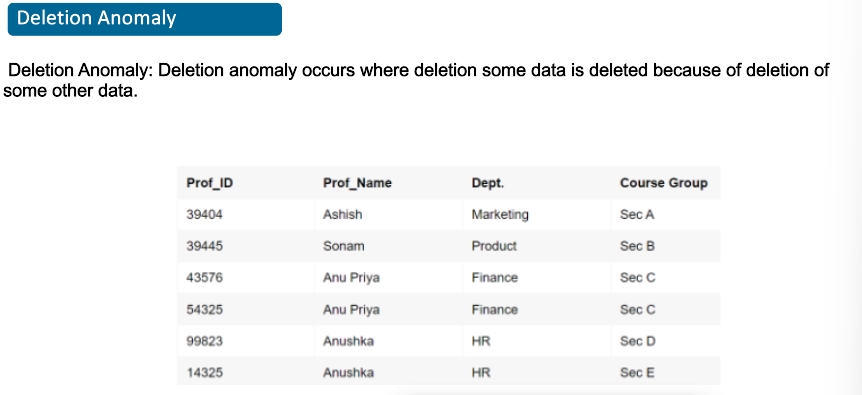 Deletion Anomaly
Deletion Anomaly: Deletion anomaly occurs where deletion some data is deleted because of deletion of
some other data.
Prof_ID Prof_Name Dept. Course Group
39404 Ashish Marketing Sec A
39445 Sonam Product Sec B
43576 Anu Priya Finance Sec C
54325 Anu Priya Finance Sec C
99823 Anushka HR Sec D
14325 Anushka HR Sec E